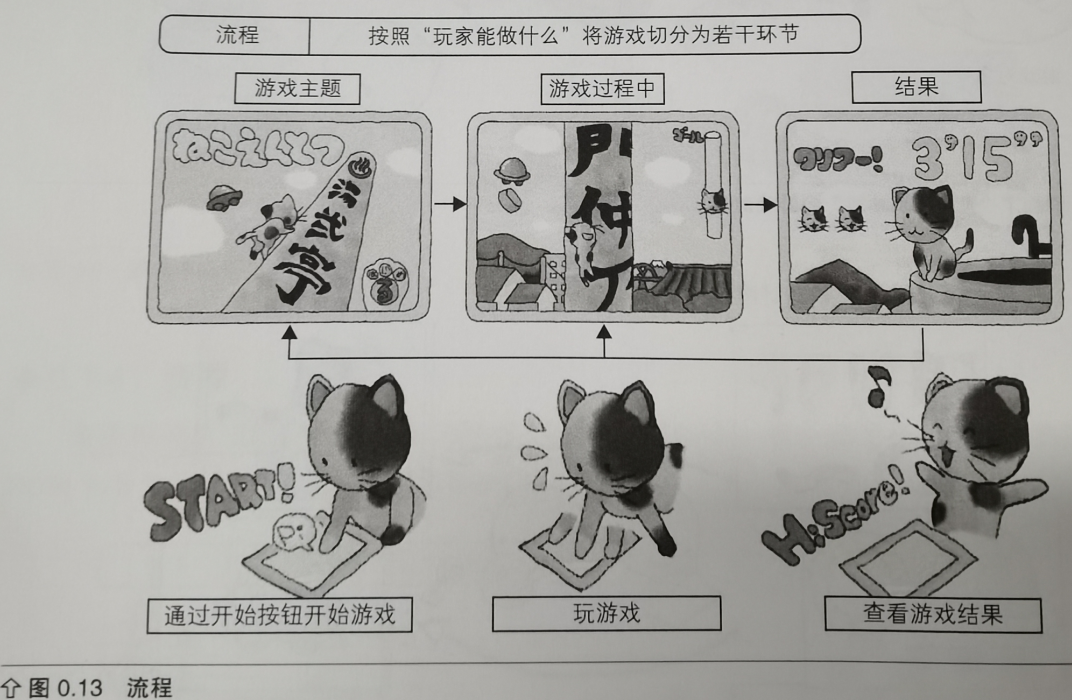 流程
按照“玩家能做什么”将游戏切分为若干环节
游戏主题
游戏过程中
结果
ねこえんとつ
ゴール
クリアー!
3’15”
START!
Hi Score!
通过开始按钮开始游戏
玩游戏
查看游戏结果
图 0.13 流程